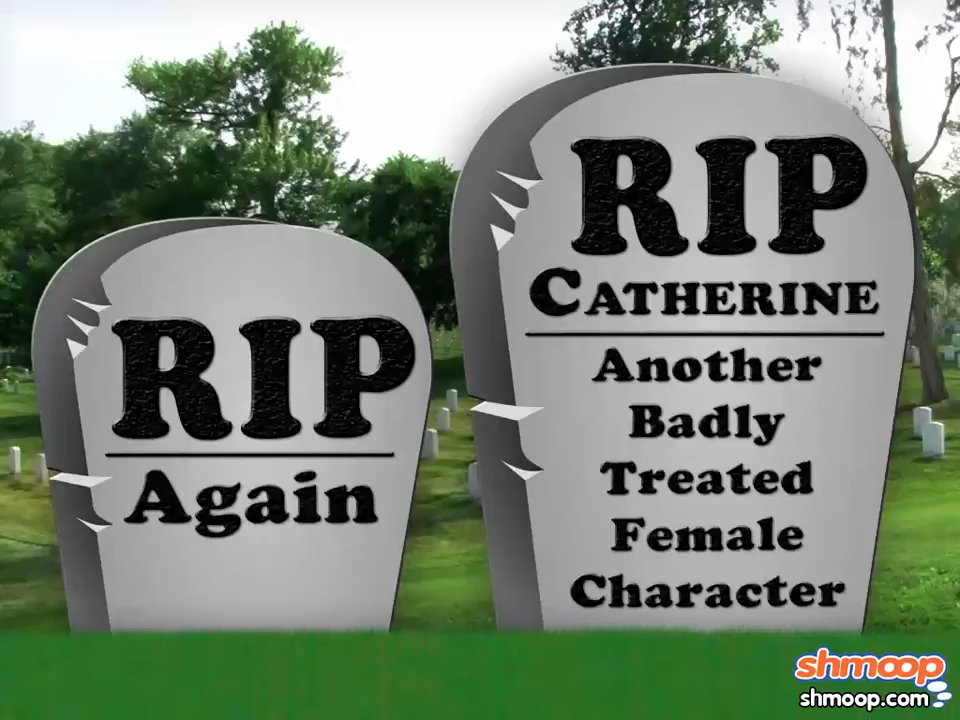 RIP
Again
RIP
CATHERINE
Another
Badly
Treated
Female
Character
shmoop
shmoop.com